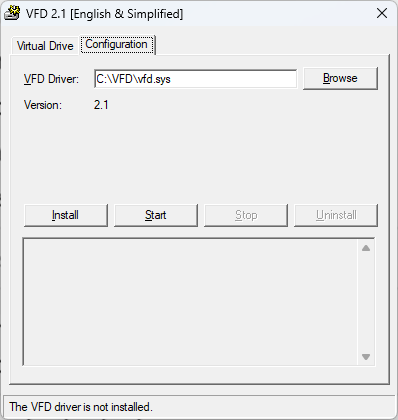 VFD 2.1 [English & Simplified]
Virtual Drive Configuration
VFD Driver: C:\VFD\vfd.sys Browse
Version: 2.1
Install Start Stop Uninstall
The VFD driver is not installed.